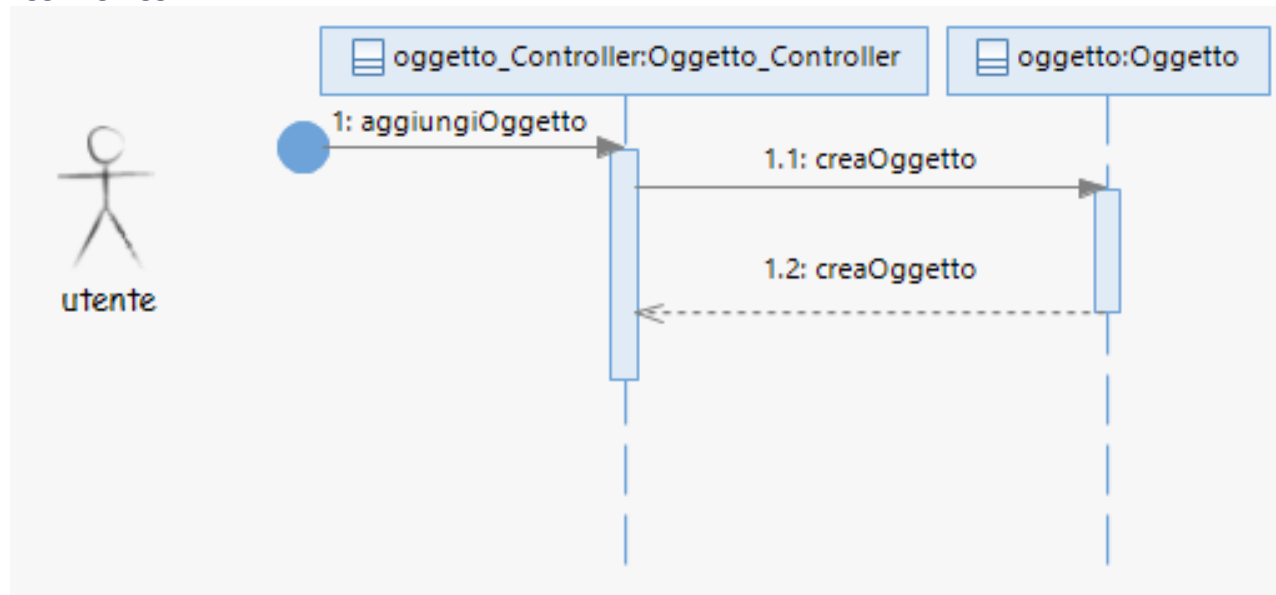 oggetto_Controller:Oggetto_Controller
oggetto:Oggetto
1: aggiungiOggetto
1.1: creaOggetto
1.2: creaOggetto
utente